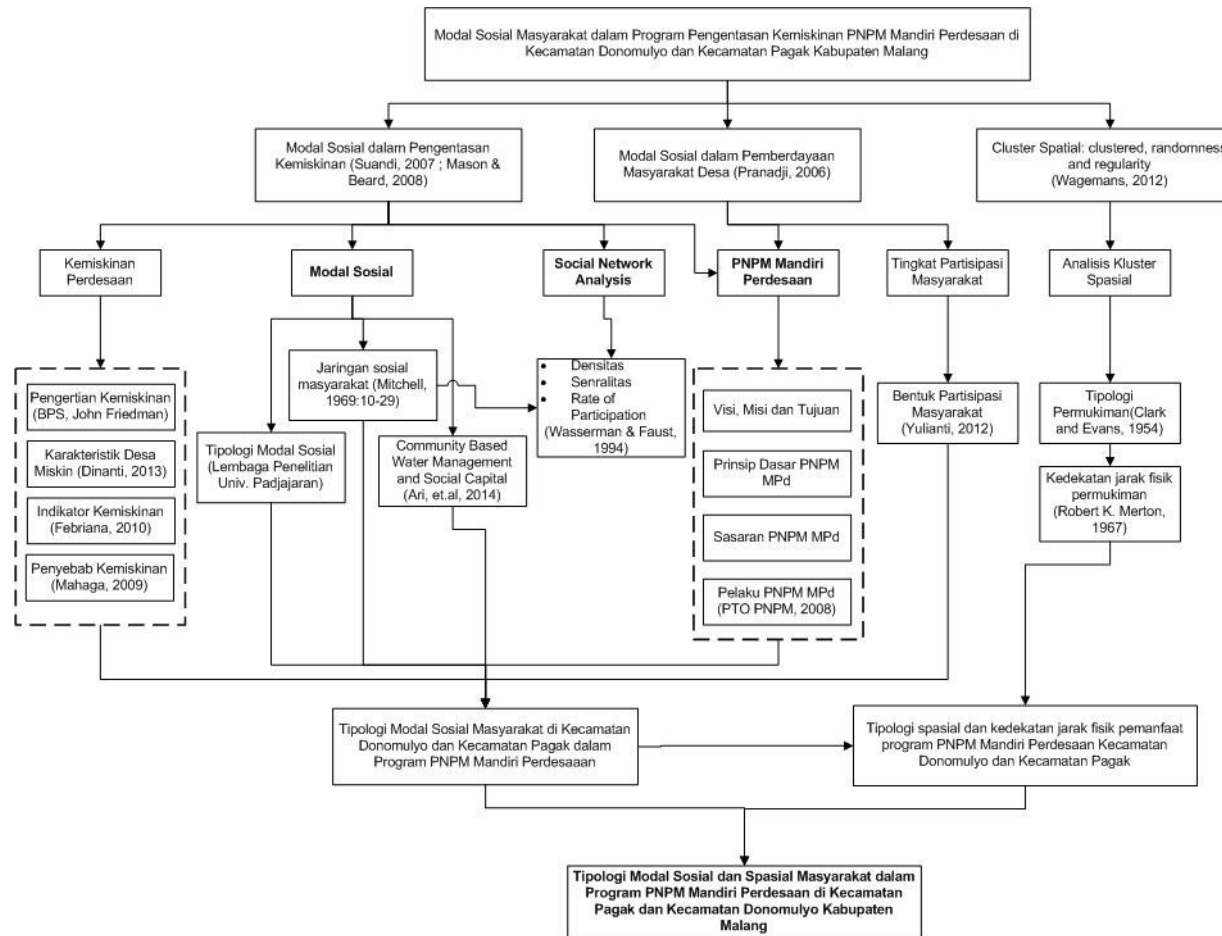 Modal Sosial Masyarakat dalam Program Pengentasan Kemiskinan PNPM Mandiri Perdesaan di
Kecamatan Donomulyo dan Kecamatan Pagak Kabupaten Malang
Modal Sosial dalam Pengentasan
Kemiskinan (Suandi, 2007 ; Mason &
Beard, 2008)
Modal Sosial dalam Pemberdayaan
Masyarakat Desa (Pranadji, 2006)
Cluster Spatial: clustered, randomness
and regularity
(Wagemans, 2012)
Kemiskinan
Perdesaan
Modal Sosial
Social Network
Analysis
PNPM Mandiri
Perdesaan
Tingkat Partisipasi
Masyarakat
Analisis Kluster
Spasial
Pengertian Kemiskinan
(BPS, John Friedman)
Karakteristik Desa
Miskin (Dinanti, 2013)
Indikator Kemiskinan
(Febriana, 2010)
Penyebab Kemiskinan
(Mahaga, 2009)
Jaringan sosial
masyarakat (Mitchell,
1969:10-29)
Tipologi Modal Sosial
(Lembaga Penelitian
Univ. Padjajaran)
Community Based
Water Management
and Social Capital
(Ari, et.al, 2014)
• Densitas
• Senralitas
• Rate of
Participation
(Wasserman & Faust,
1994)
Visi, Misi dan Tujuan
Prinsip Dasar PNPM
MPd
Sasaran PNPM MPd
Pelaku PNPM MPd
(PTO PNPM, 2008)
Bentuk Partisipasi
Masyarakat
(Yulianti, 2012)
Tipologi
Permukiman(Clark
and Evans, 1954)
Kedekatan jarak fisik
permukiman
(Robert K. Merton,
1967)
Tipologi Modal Sosial Masyarakat di Kecamatan
Donomulyo dan Kecamatan Pagak dalam
Program PNPM Mandiri Perdesaaan
Tipologi spasial dan kedekatan jarak fisik pemanfaat
program PNPM Mandiri Perdesaan Kecamatan
Donomulyo dan Kecamatan Pagak
Tipologi Modal Sosial dan Spasial Masyarakat dalam
Program PNPM Mandiri Perdesaan di Kecamatan
Pagak dan Kecamatan Donomulyo Kabupaten
Malang